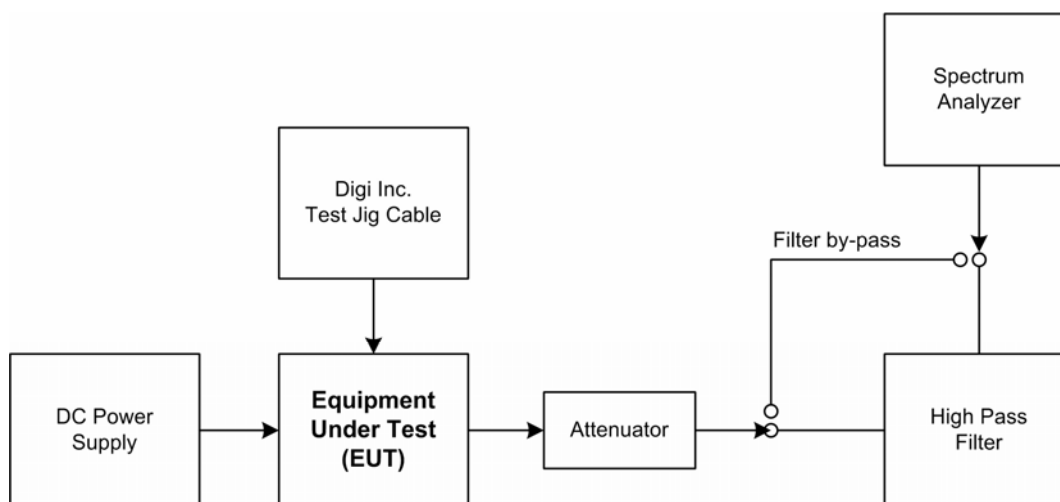 Spectrum
Analyzer
Digi Inc.
Test Jig Cable
Filter by-pass
DC Power
Supply
Equipment
Under Test
(EUT)
Attenuator
High Pass
Filter